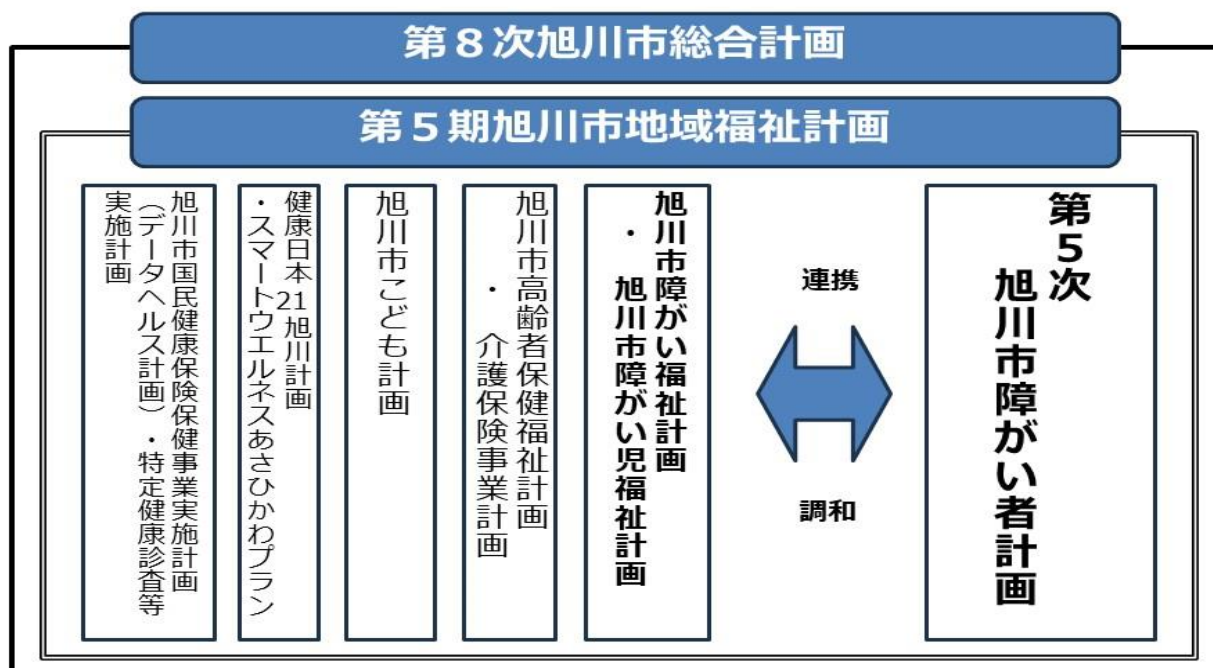 第８次旭川市総合計画
第５期旭川市地域福祉計画
第５次
旭川市障がい者計画
連携
調和
旭川市障がい福祉計画
・　旭川市障がい児福祉計画
旭川市高齢者保健福祉計画
・　介護保険事業計画
旭川市こども計画
健康日本21旭川計画
・スマートウエルネスあさひかわプラン
旭川市国民健康保険保健事業実施計画
（データヘルス計画）・特定健康診査等
実施計画